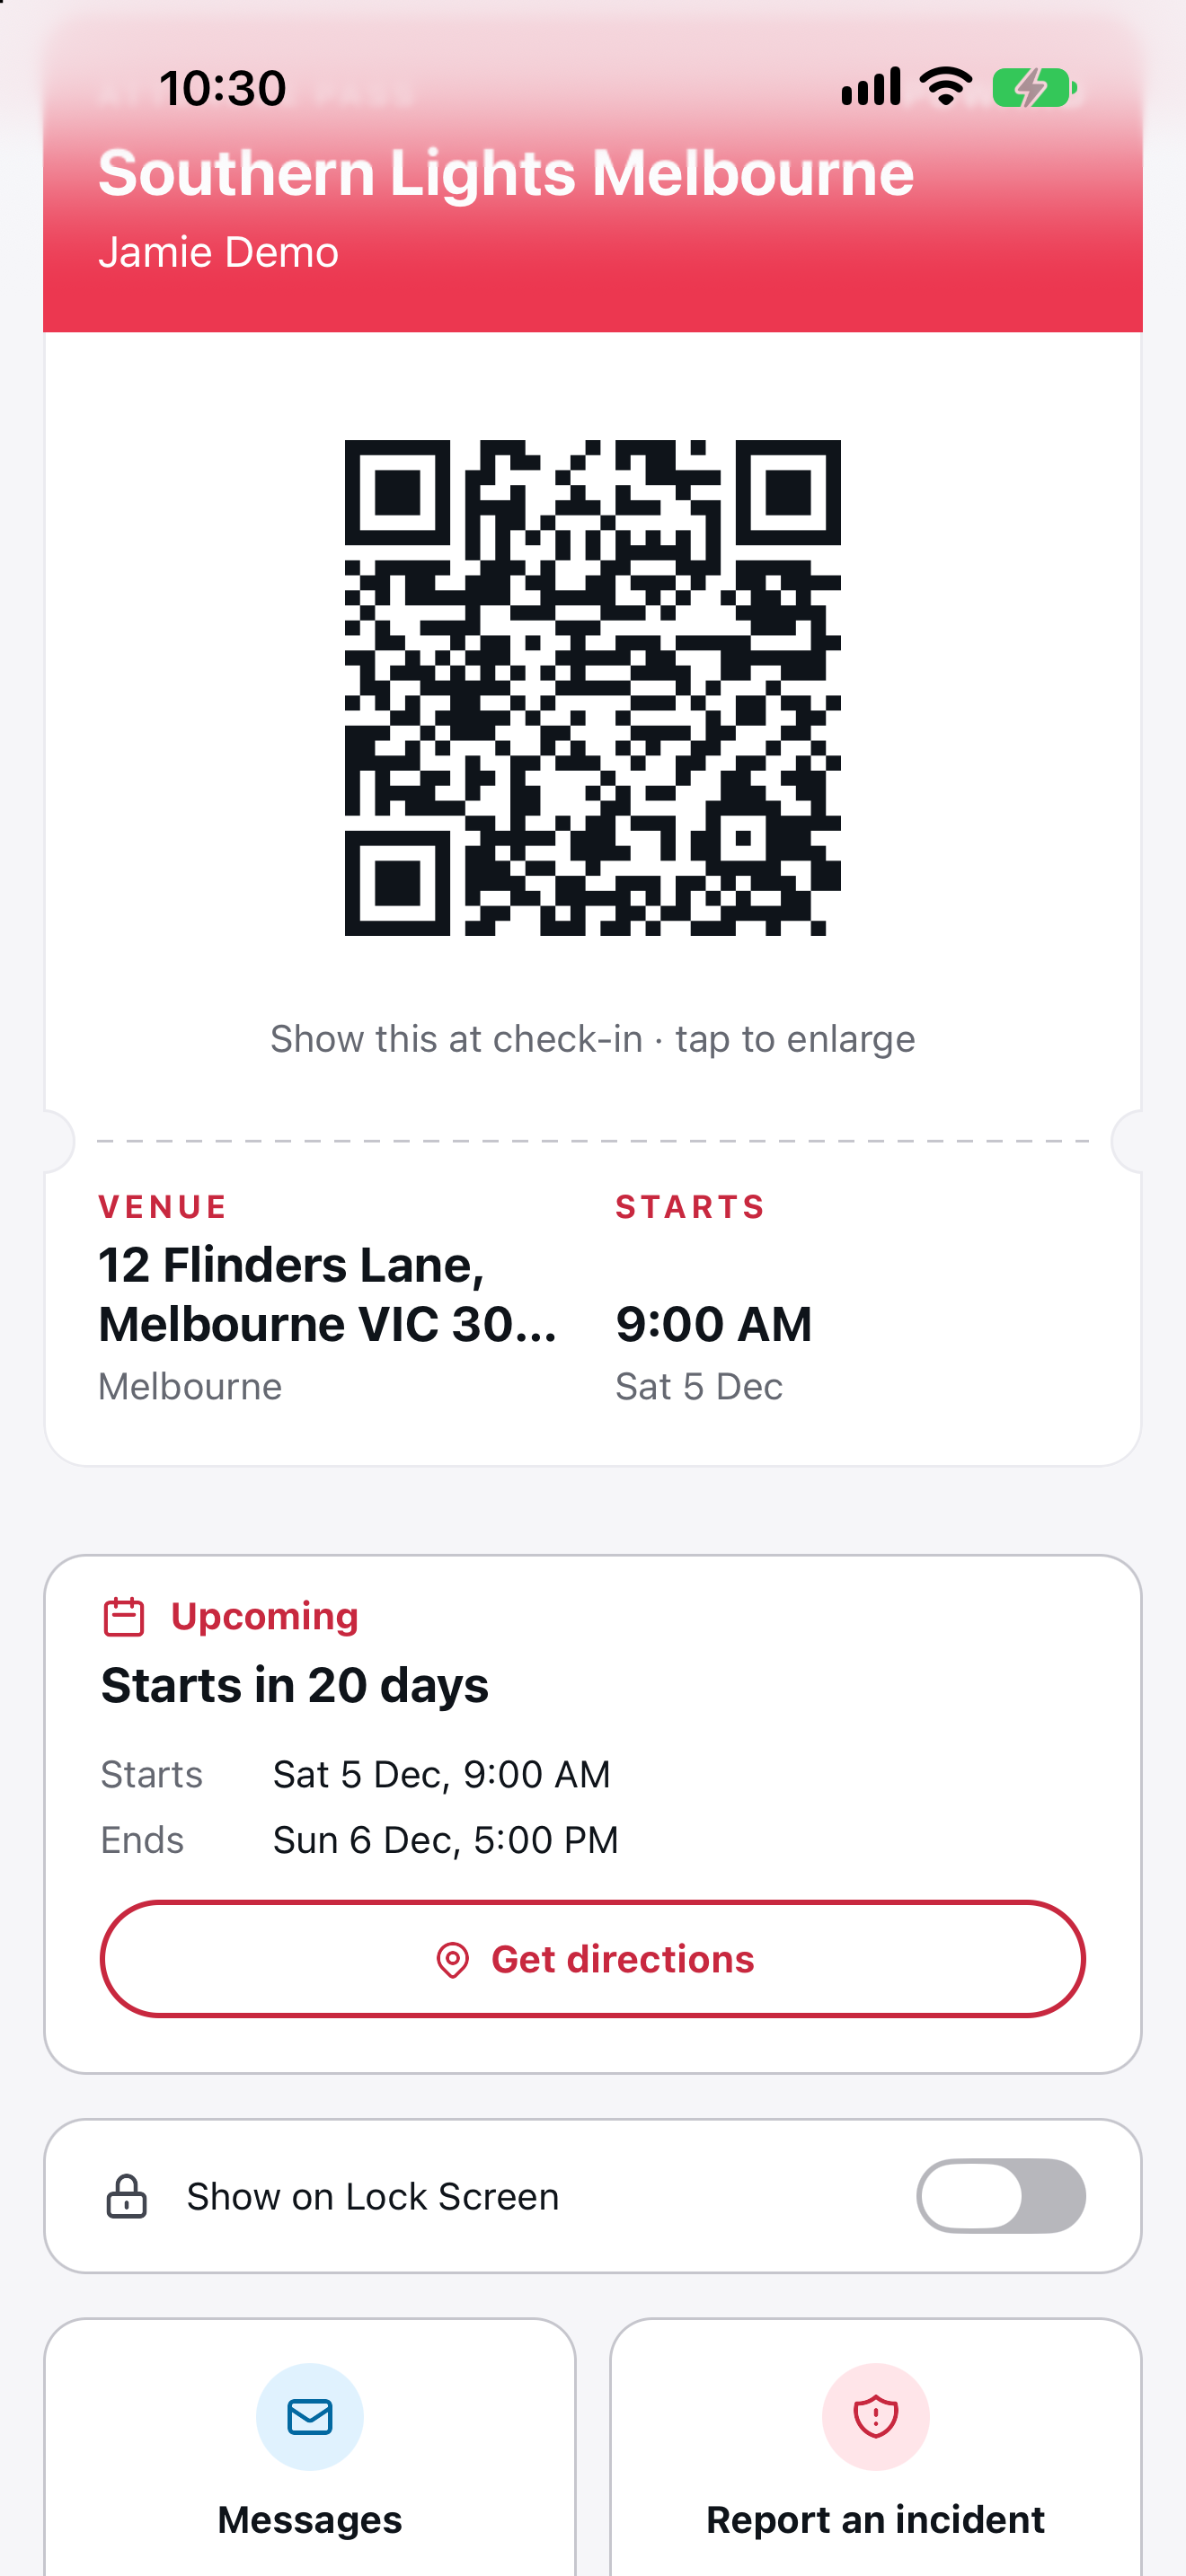 10:30
Southern Lights Melbourne
Jamie Demo
Show this at check-in · tap to enlarge
VENUE
12 Flinders Lane,
Melbourne VIC 30...
Melbourne
STARTS
9:00 AM
Sat 5 Dec
Upcoming
Starts in 20 days
Starts Sat 5 Dec, 9:00 AM
Ends Sun 6 Dec, 5:00 PM
Get directions
Show on Lock Screen
Messages
Report an incident